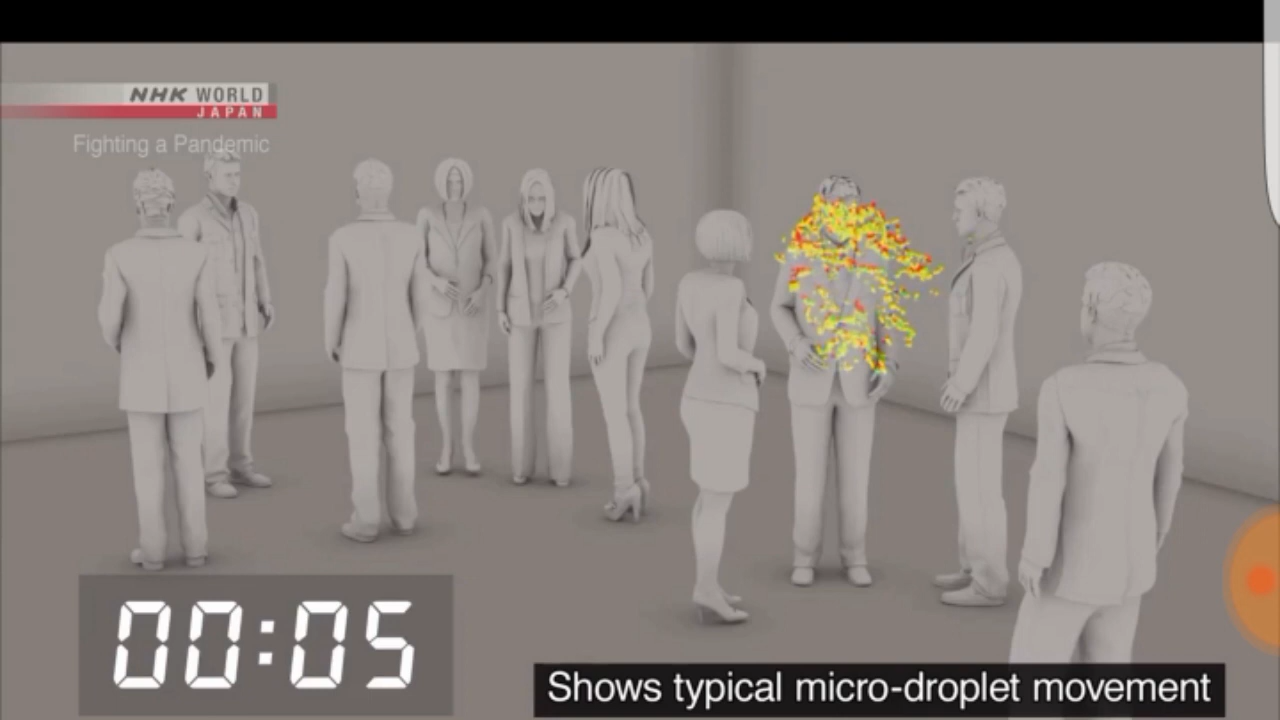 NHK WORLD
JAPAN
Fighting a Pandemic
00:05
Shows typical micro-droplet movement